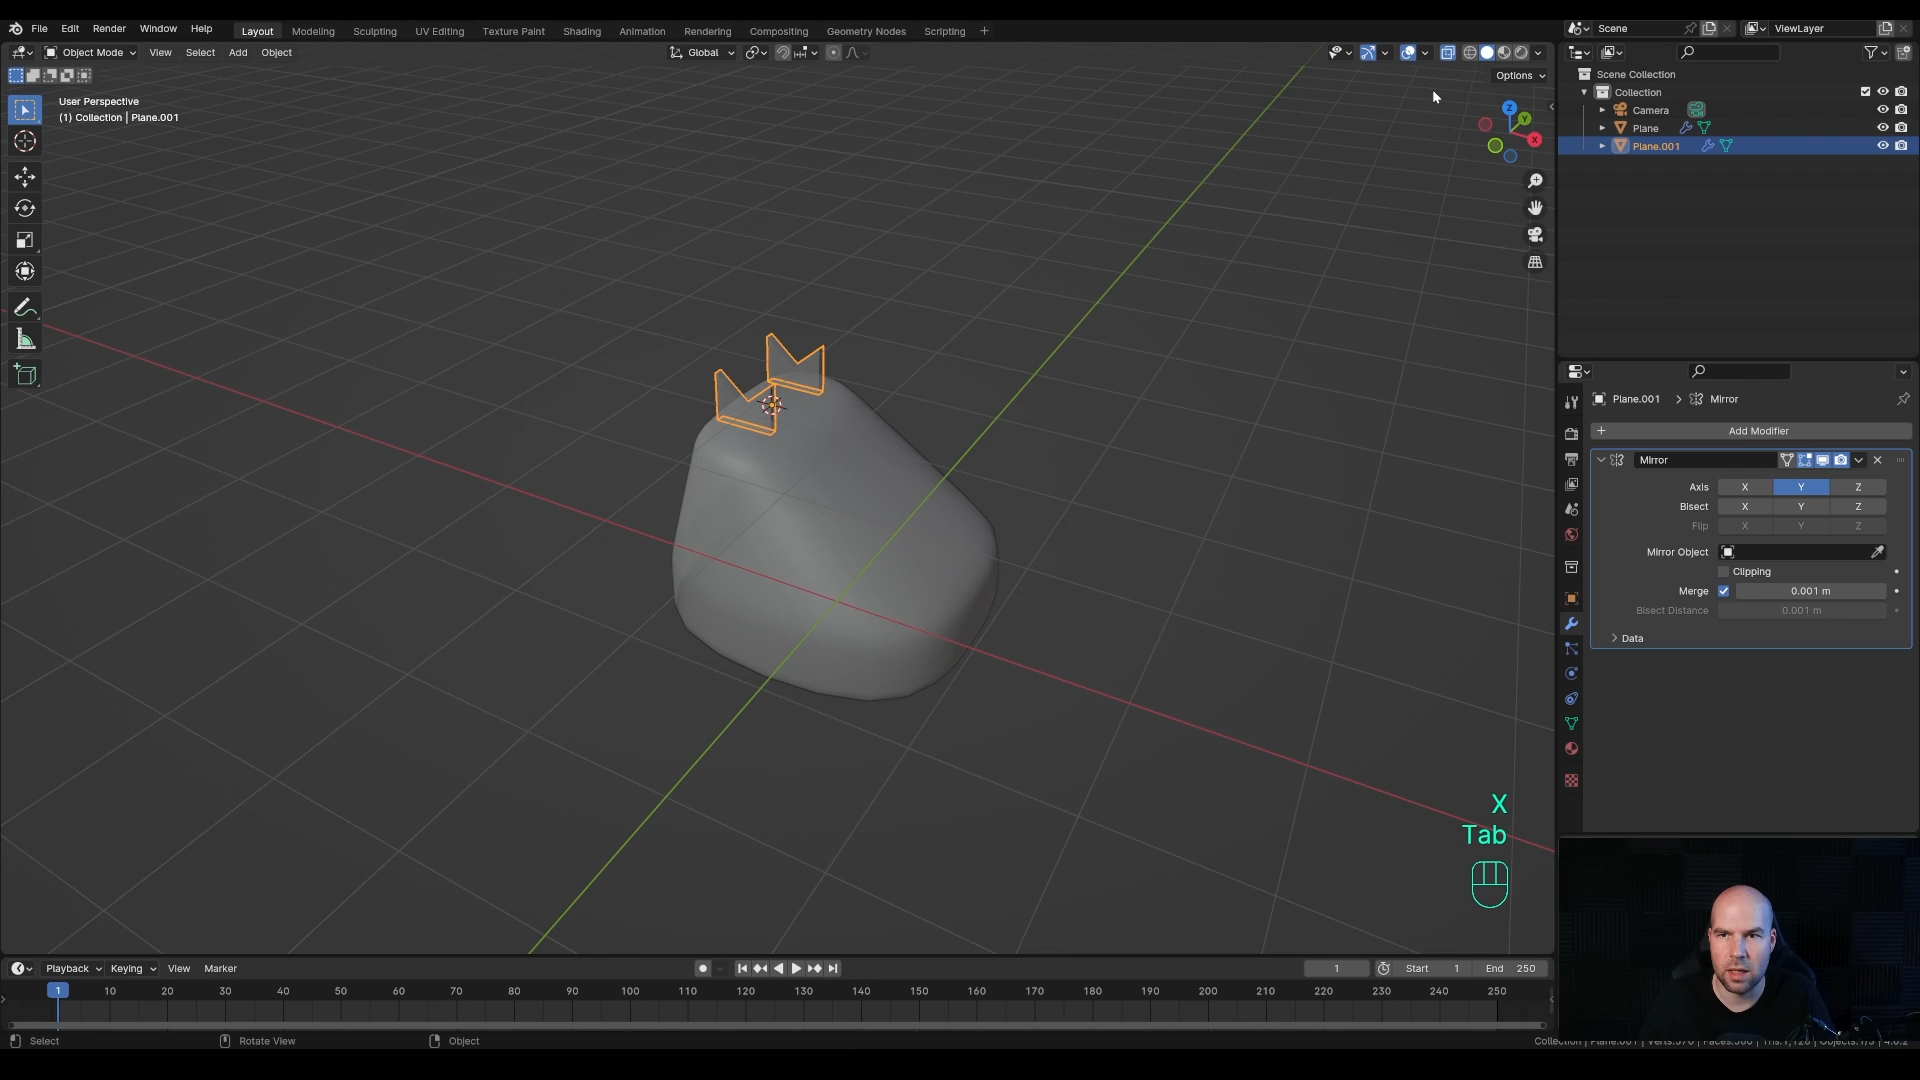 File Edit Render Window Help
Layout Modeling Sculpting UV Editing Texture Paint Shading Animation Rendering Compositing Geometry Nodes Scripting
Scene ViewLayer
Object Mode View Select Add Object
Global
Options
User Perspective
(1) Collection | Plane.001
Z
Y
X
Scene Collection
Collection
Camera
Plane
Plane.001
Plane.001 > Mirror
Add Modifier
Mirror
Axis X Y Z
Bisect X Y Z
Flip X Y Z
Mirror Object
Clipping
Merge 0.001 m
Bisect Distance 0.001 m
Data
X
Tab
Playback Keying View Marker
1 Start 1 End 250
1 10 20 30 40 50 60 70 80 90 100 110 120 130 140 150 160 170 180 190 200 210 220 230 240 250
Select Rotate View Object